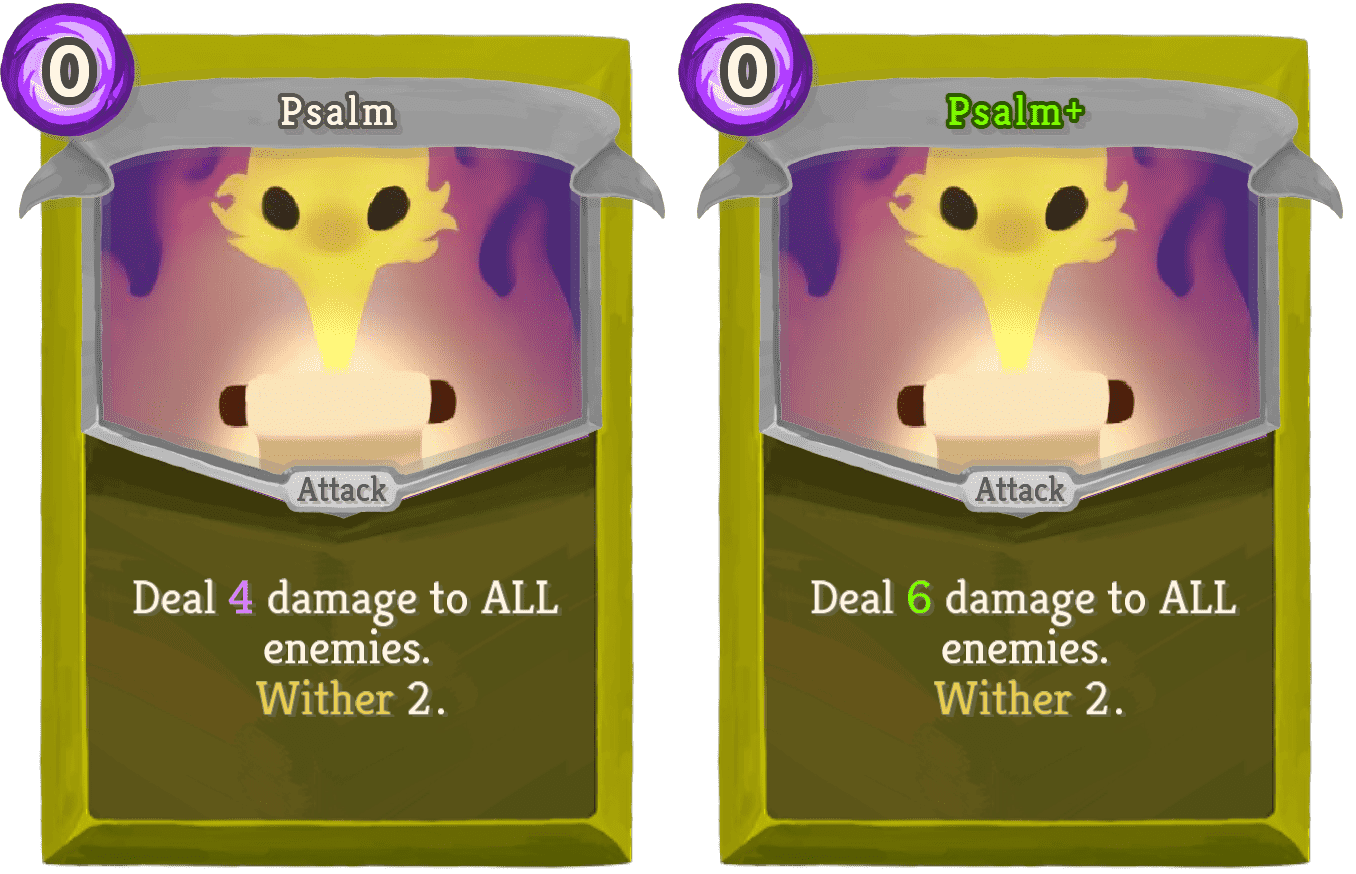 0
Psalm
Attack
Deal 4 damage to ALL
enemies.
Wither 2.
0
Psalm+
Attack
Deal 6 damage to ALL
enemies.
Wither 2.